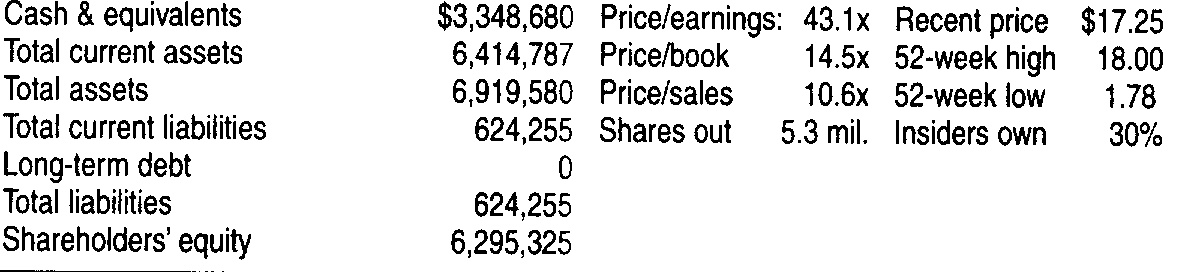 Cash & equivalents $3,348,680 Price/earnings: 43.1x Recent price $17.25
Total current assets 6,414,787 Price/book 14.5x 52-week high 18.00
Total assets 6,919,580 Price/sales 10.6x 52-week low 1.78
Total current liabilities 624,255 Shares out 5.3 mil. Insiders own 30%
Long-term debt 0
Total liabilities 624,255
Shareholders' equity 6,295,325